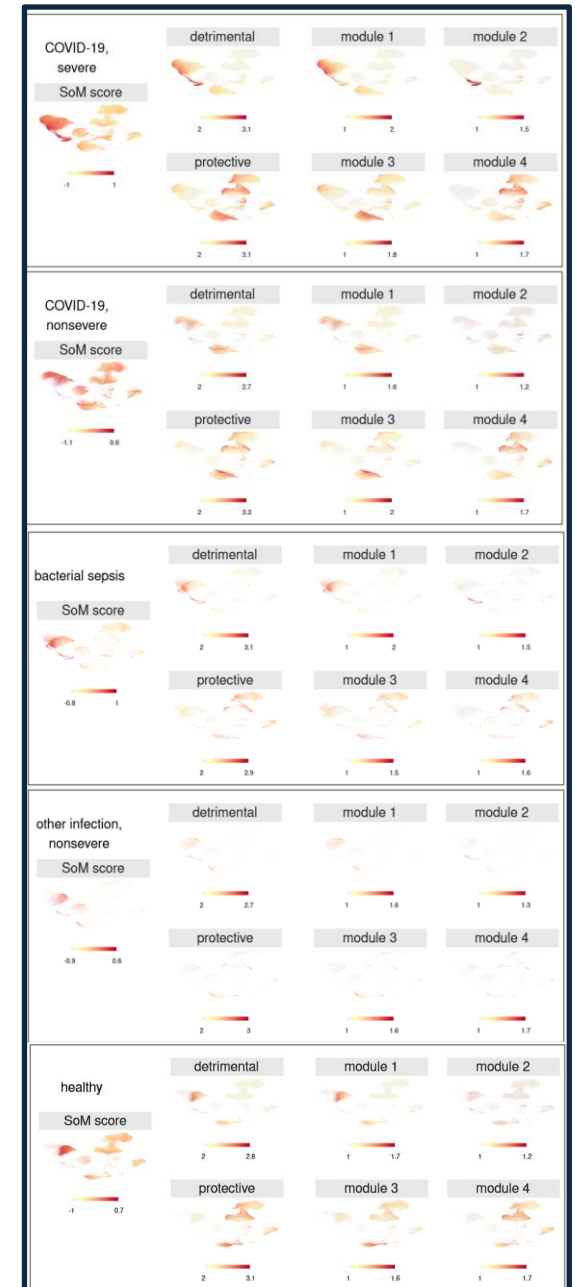 COVID-19,
severe
SoM score
-1 1
detrimental module 1 module 2
2 3.1 1 2 1 1.5
protective module 3 module 4
2 3.1 1 1.8 1 1.7
COVID-19,
nonsevere
SoM score
-1.1 0.6
detrimental module 1 module 2
2 2.7 1 1.6 1 1.2
protective module 3 module 4
2 3.3 1 2 1 1.7
bacterial sepsis
SoM score
-0.8 1
detrimental module 1 module 2
2 3.1 1 2 1 1.5
protective module 3 module 4
2 2.9 1 1.5 1 1.6
other infection,
nonsevere
SoM score
-0.9 0.6
detrimental module 1 module 2
2 2.7 1 1.6 1 1.3
protective module 3 module 4
2 3 1 1.6 1 1.7
healthy
SoM score
-1 0.7
detrimental module 1 module 2
2 2.8 1 1.7 1 1.2
protective module 3 module 4
2 3.1 1 1.6 1 1.7